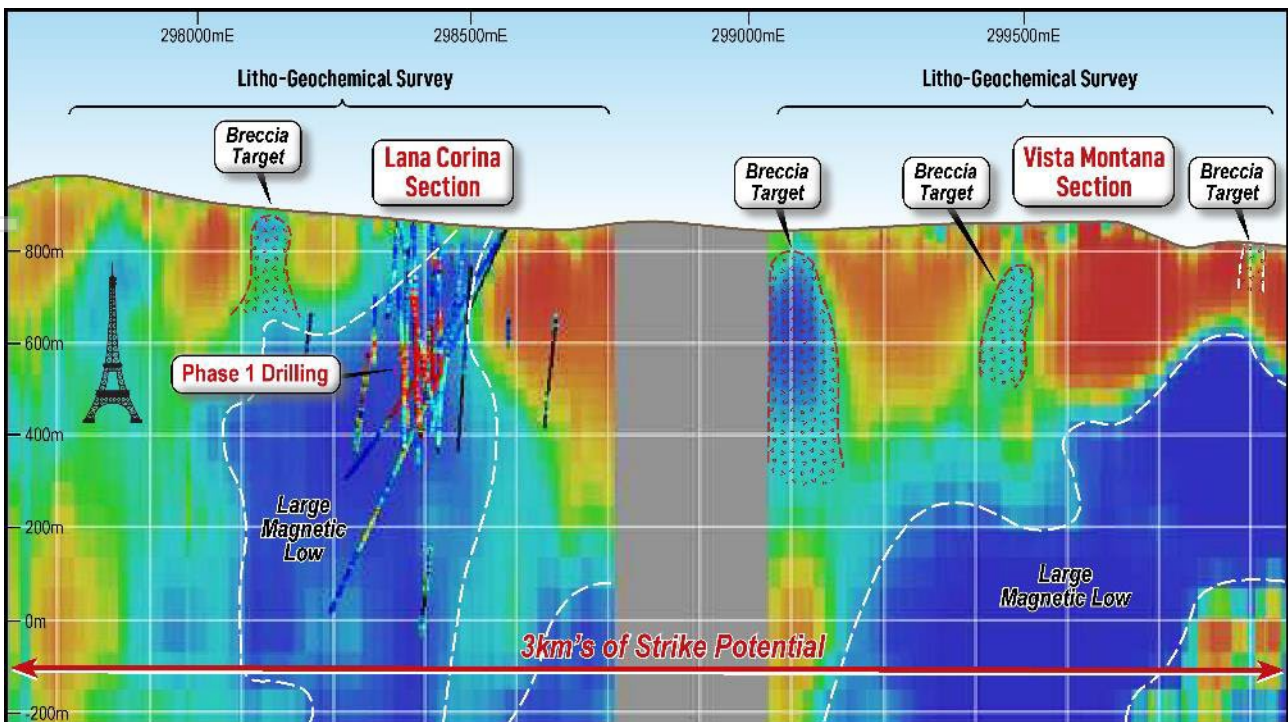 298000mE
298500mE
299000mE
299500mE
Litho-Geochemical Survey
Litho-Geochemical Survey
Breccia
Target
Lana Corina
Section
Breccia
Target
Breccia
Target
Vista Montana
Section
Breccia
Target
800m
600m
Phase 1 Drilling
400m
Large
Magnetic
Low
200m
Large
Magnetic Low
0m
3km's of Strike Potential
-200m